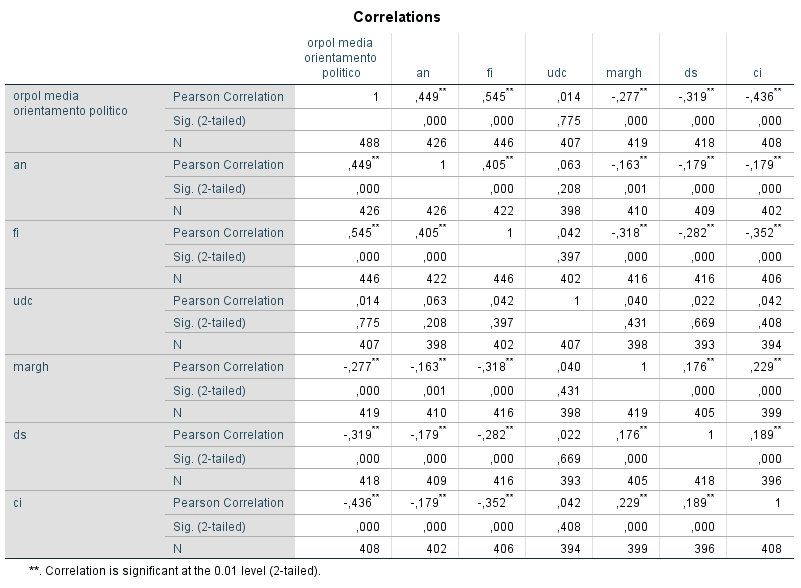 Correlations
orpol media orientamento politico an fi udc margh ds ci
orpol media orientamento politico Pearson Correlation 1 ,449** ,545** ,014 -,277** -,319** -,436**
Sig. (2-tailed) ,000 ,000 ,775 ,000 ,000 ,000
N 488 426 446 407 419 418 408
an Pearson Correlation ,449** 1 ,405** ,063 -,163** -,179** -,179**
Sig. (2-tailed) ,000 ,000 ,208 ,001 ,000 ,000
N 426 426 422 398 410 409 402
fi Pearson Correlation ,545** ,405** 1 ,042 -,318** -,282** -,352**
Sig. (2-tailed) ,000 ,000 ,397 ,000 ,000 ,000
N 446 422 446 402 416 416 406
udc Pearson Correlation ,014 ,063 ,042 1 ,040 ,022 ,042
Sig. (2-tailed) ,775 ,208 ,397 ,431 ,669 ,408
N 407 398 402 407 398 393 394
margh Pearson Correlation -,277** -,163** -,318** ,040 1 ,176** ,229**
Sig. (2-tailed) ,000 ,001 ,000 ,431 ,000 ,000
N 419 410 416 398 419 405 399
ds Pearson Correlation -,319** -,179** -,282** ,022 ,176** 1 ,189**
Sig. (2-tailed) ,000 ,000 ,000 ,669 ,000 ,000
N 418 409 416 393 405 418 396
ci Pearson Correlation -,436** -,179** -,352** ,042 ,229** ,189** 1
Sig. (2-tailed) ,000 ,000 ,000 ,408 ,000 ,000
N 408 402 406 394 399 396 408
**. Correlation is significant at the 0.01 level (2-tailed).